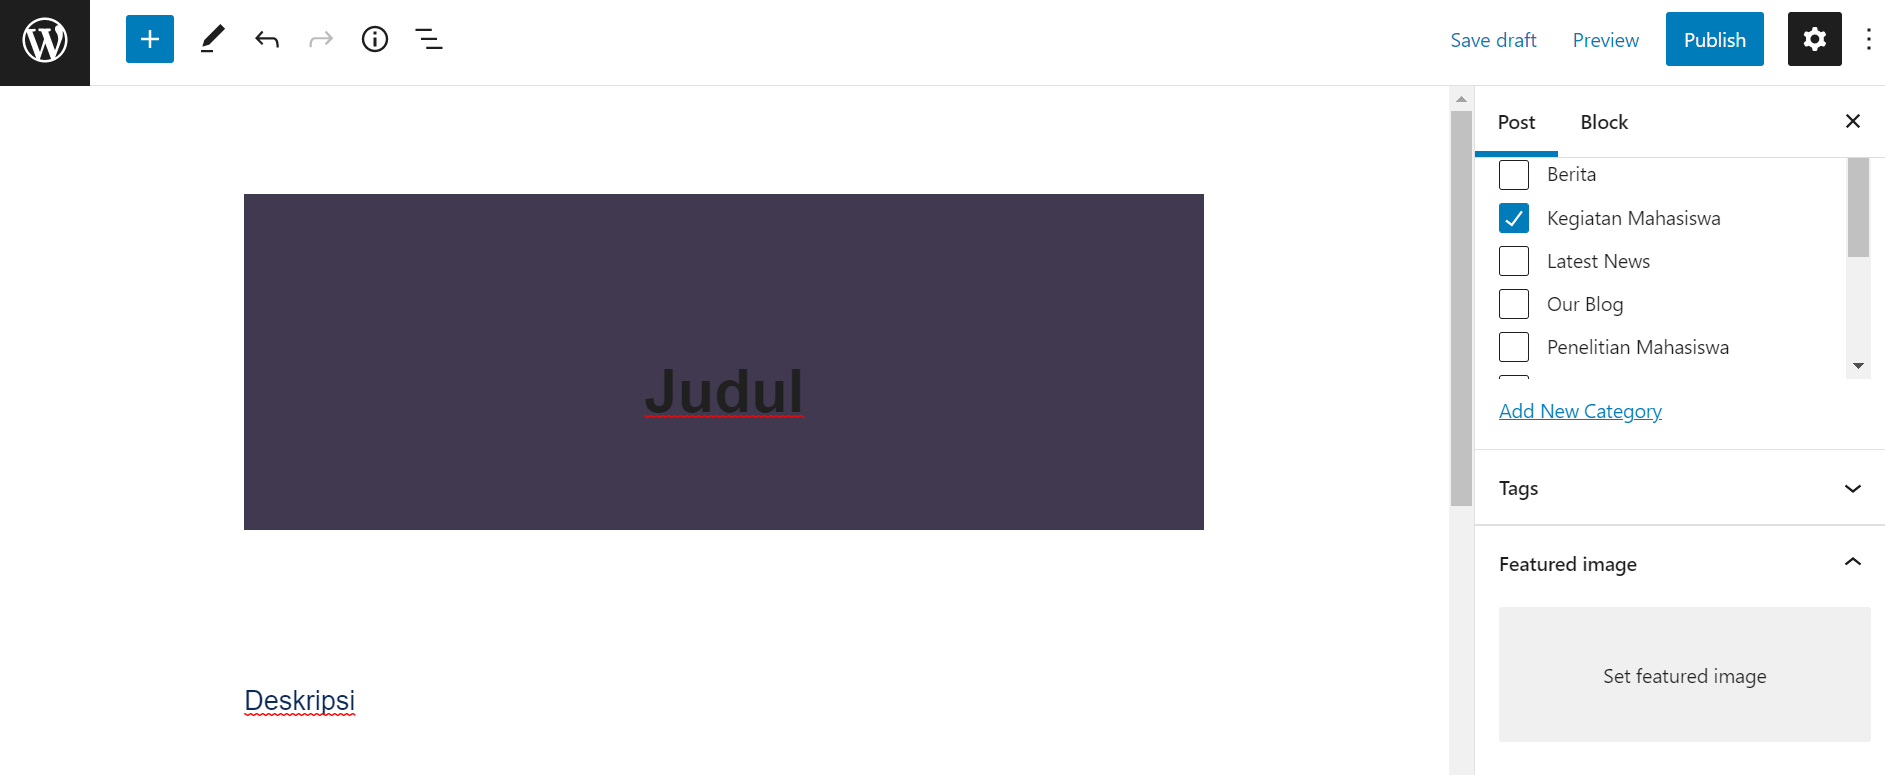 Save draft
Preview
Publish
Post
Block
Berita
Kegiatan Mahasiswa
Latest News
Our Blog
Penelitian Mahasiswa
Add New Category
Tags
Featured image
Set featured image
Judul
Deskripsi